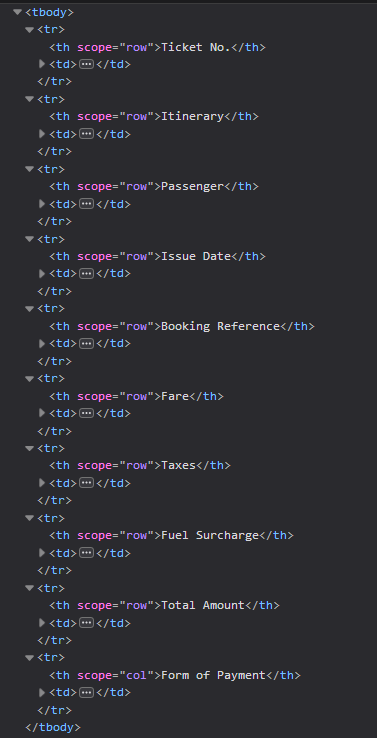 <tbody>
<tr>
<th scope="row">Ticket No.</th>
<td>…</td>
</tr>
<tr>
<th scope="row">Itinerary</th>
<td>…</td>
</tr>
<tr>
<th scope="row">Passenger</th>
<td>…</td>
</tr>
<tr>
<th scope="row">Issue Date</th>
<td>…</td>
</tr>
<tr>
<th scope="row">Booking Reference</th>
<td>…</td>
</tr>
<tr>
<th scope="row">Fare</th>
<td>…</td>
</tr>
<tr>
<th scope="row">Taxes</th>
<td>…</td>
</tr>
<tr>
<th scope="row">Fuel Surcharge</th>
<td>…</td>
</tr>
<tr>
<th scope="row">Total Amount</th>
<td>…</td>
</tr>
<tr>
<th scope="col">Form of Payment</th>
<td>…</td>
</tr>
</tbody>